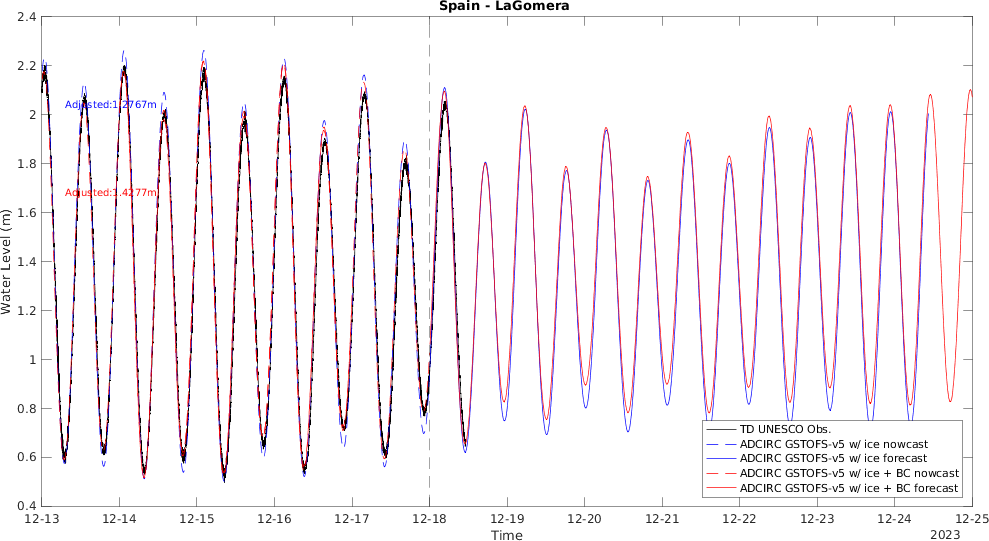 Spain - LaGomera
2.4
2.2
2
1.8
1.6
1.4
1.2
1
0.8
0.6
0.4
Water Level (m)
Adjusted:1.2767m
Adjusted:1.4277m
TD UNESCO Obs.
ADCIRC GSTOFS-v5 w/ ice nowcast
ADCIRC GSTOFS-v5 w/ ice forecast
ADCIRC GSTOFS-v5 w/ ice + BC nowcast
ADCIRC GSTOFS-v5 w/ ice + BC forecast
12-13 12-14 12-15 12-16 12-17 12-18 12-19 12-20 12-21 12-22 12-23 12-24 12-25
Time
2023